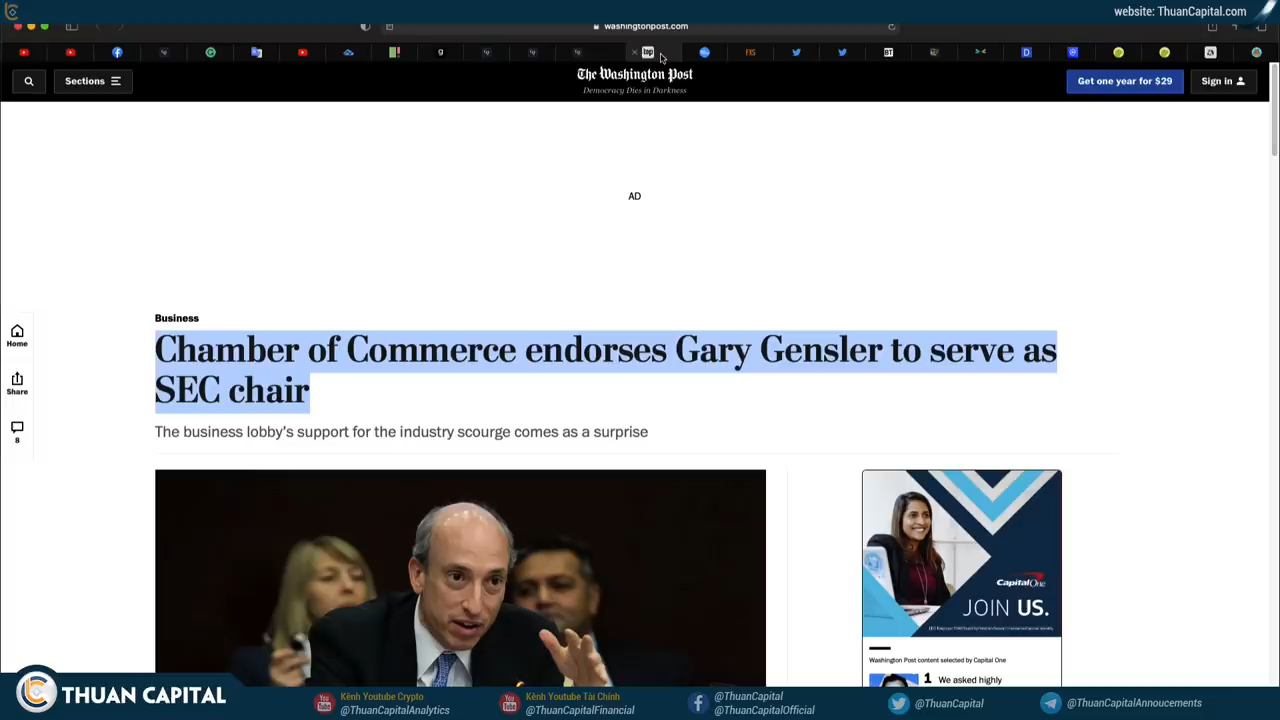 website: ThuanCapital.com
washingtonpost.com
Sections
The Washington Post
Democracy Dies in Darkness
Get one year for $29
Sign in
AD
Business
Chamber of Commerce endorses Gary Gensler to serve as
SEC chair
The business lobby's support for the industry scourge comes as a surprise
Home
Share
8
CapitalOne
JOIN US.
Washington Post content selected by Capital One
1 We asked highly
THUAN CAPITAL
Kênh Youtube Crypto
@ThuanCapitalAnalytics
Kênh Youtube Tài Chính
@ThuanCapitalFinancial
@ThuanCapital
@ThuanCapitalOfficial
@ThuanCapital
@ThuanCapitalAnnoucements